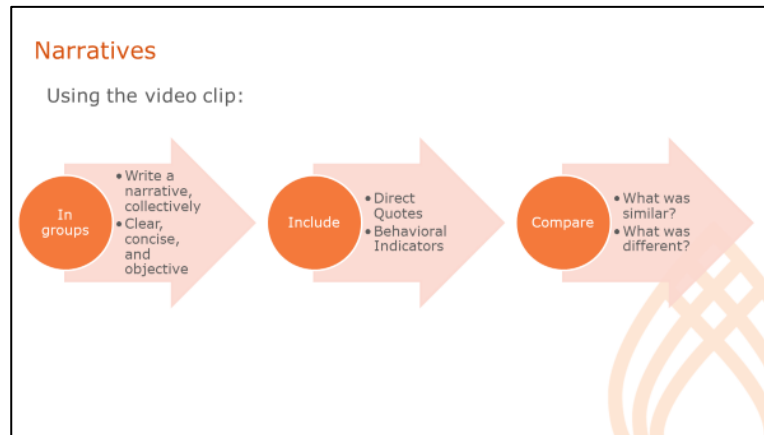 Narratives
Using the video clip:
In
groups
• Write a
narrative,
collectively
• Clear,
concise,
and
objective
Include
• Direct
Quotes
• Behavioral
Indicators
Compare
• What was
similar?
• What was
different?